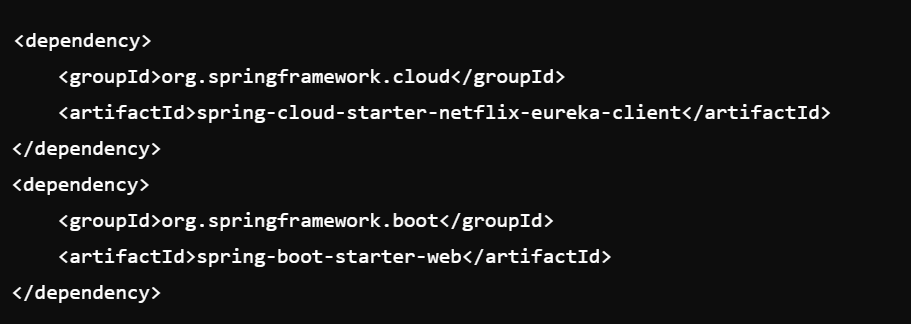 <dependency>
    <groupId>org.springframework.cloud</groupId>
    <artifactId>spring-cloud-starter-netflix-eureka-client</artifactId>
</dependency>
<dependency>
    <groupId>org.springframework.boot</groupId>
    <artifactId>spring-boot-starter-web</artifactId>
</dependency>